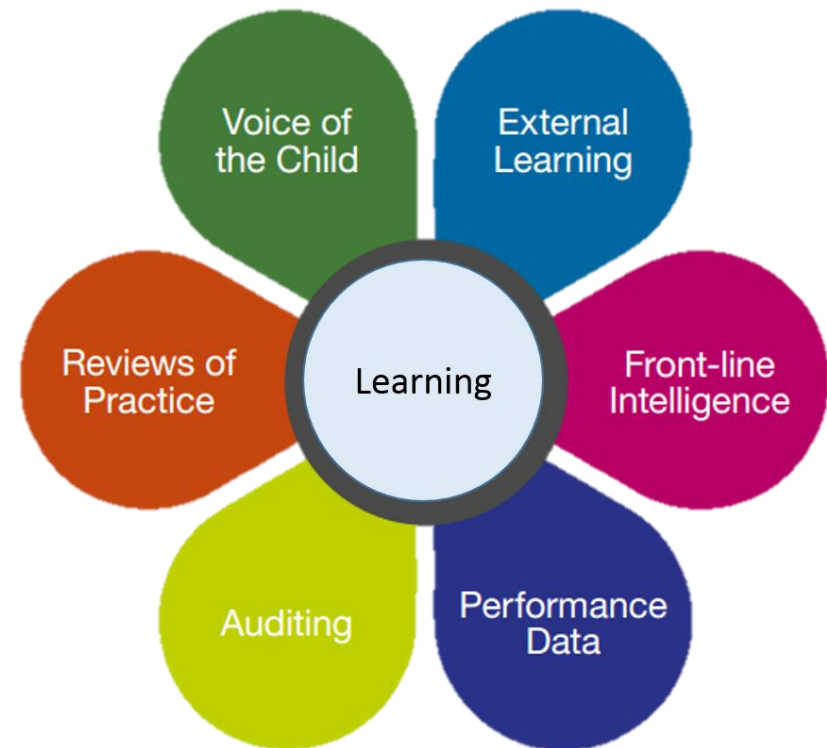 Voice of
the Child
External
Learning
Reviews of
Practice
Learning
Front-line
Intelligence
Auditing
Performance
Data